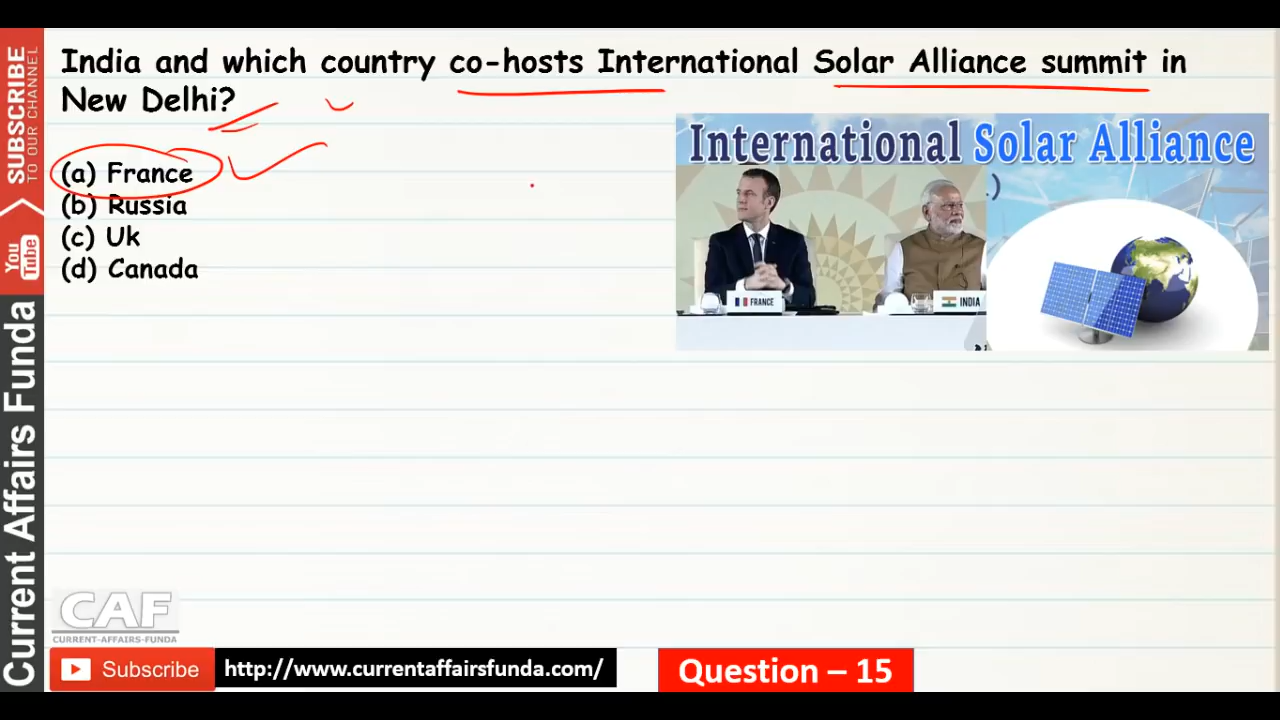 India and which country co-hosts International Solar Alliance summit in
New Delhi?
(a) France
(b) Russia
(c) Uk
(d) Canada
International Solar Alliance
FRANCE
INDIA
SUBSCRIBE
TO OUR CHANNEL
You
Tube
Current Affairs Funda
CAF
CURRENT-AFFAIRS-FUNDA
Subscribe
http://www.currentaffairsfunda.com/
Question – 15